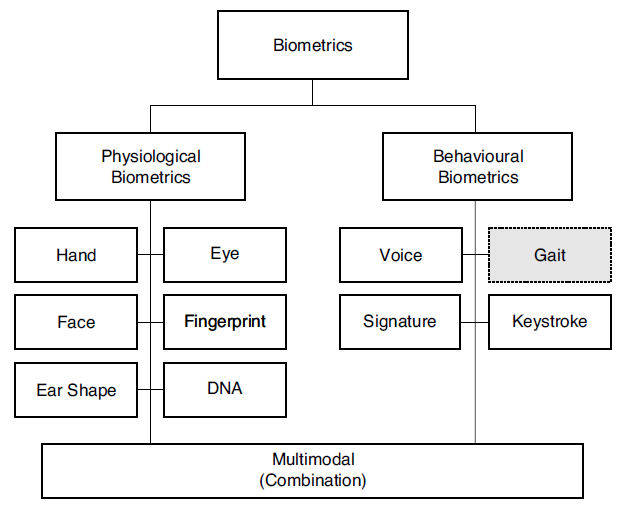 Biometrics
Physiological
Biometrics
Behavioural
Biometrics
Hand
Eye
Voice
Gait
Face
Fingerprint
Signature
Keystroke
Ear Shape
DNA
Multimodal
(Combination)